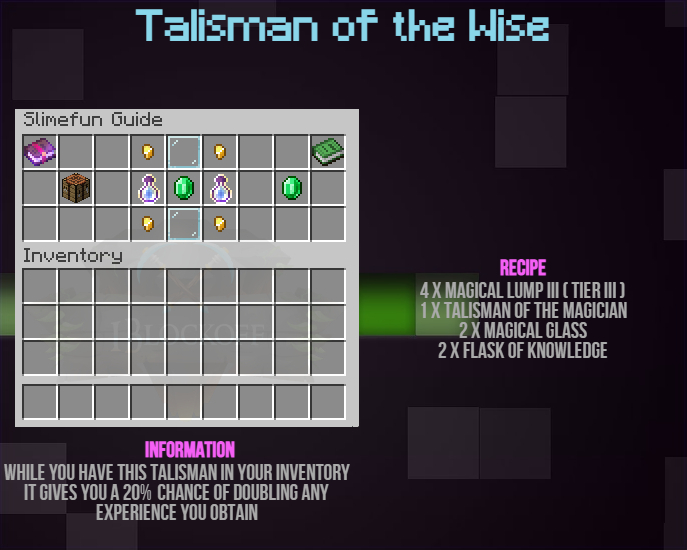 Talisman of the Wise
Slimefun Guide
Inventory
BLOCKOFF
RECIPE
4 X MAGICAL LUMP III ( TIER III )
1 X TALISMAN OF THE MAGICIAN
2 X MAGICAL GLASS
2 X FLASK OF KNOWLEDGE
INFORMATION
WHILE YOU HAVE THIS TALISMAN IN YOUR INVENTORY
IT GIVES YOU A 20% CHANCE OF DOUBLING ANY
EXPERIENCE YOU OBTAIN